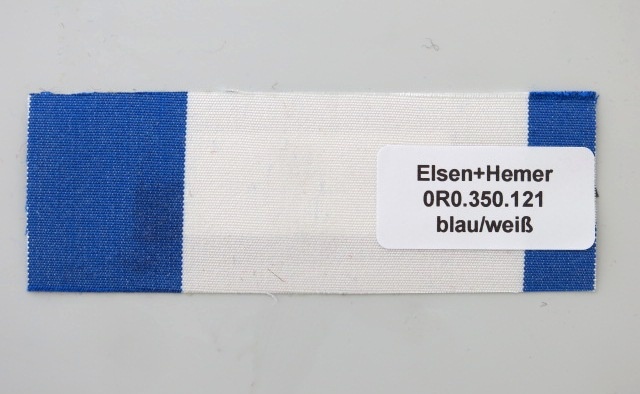 Elsen+Hemer
0R0.350.121
blau/weiß